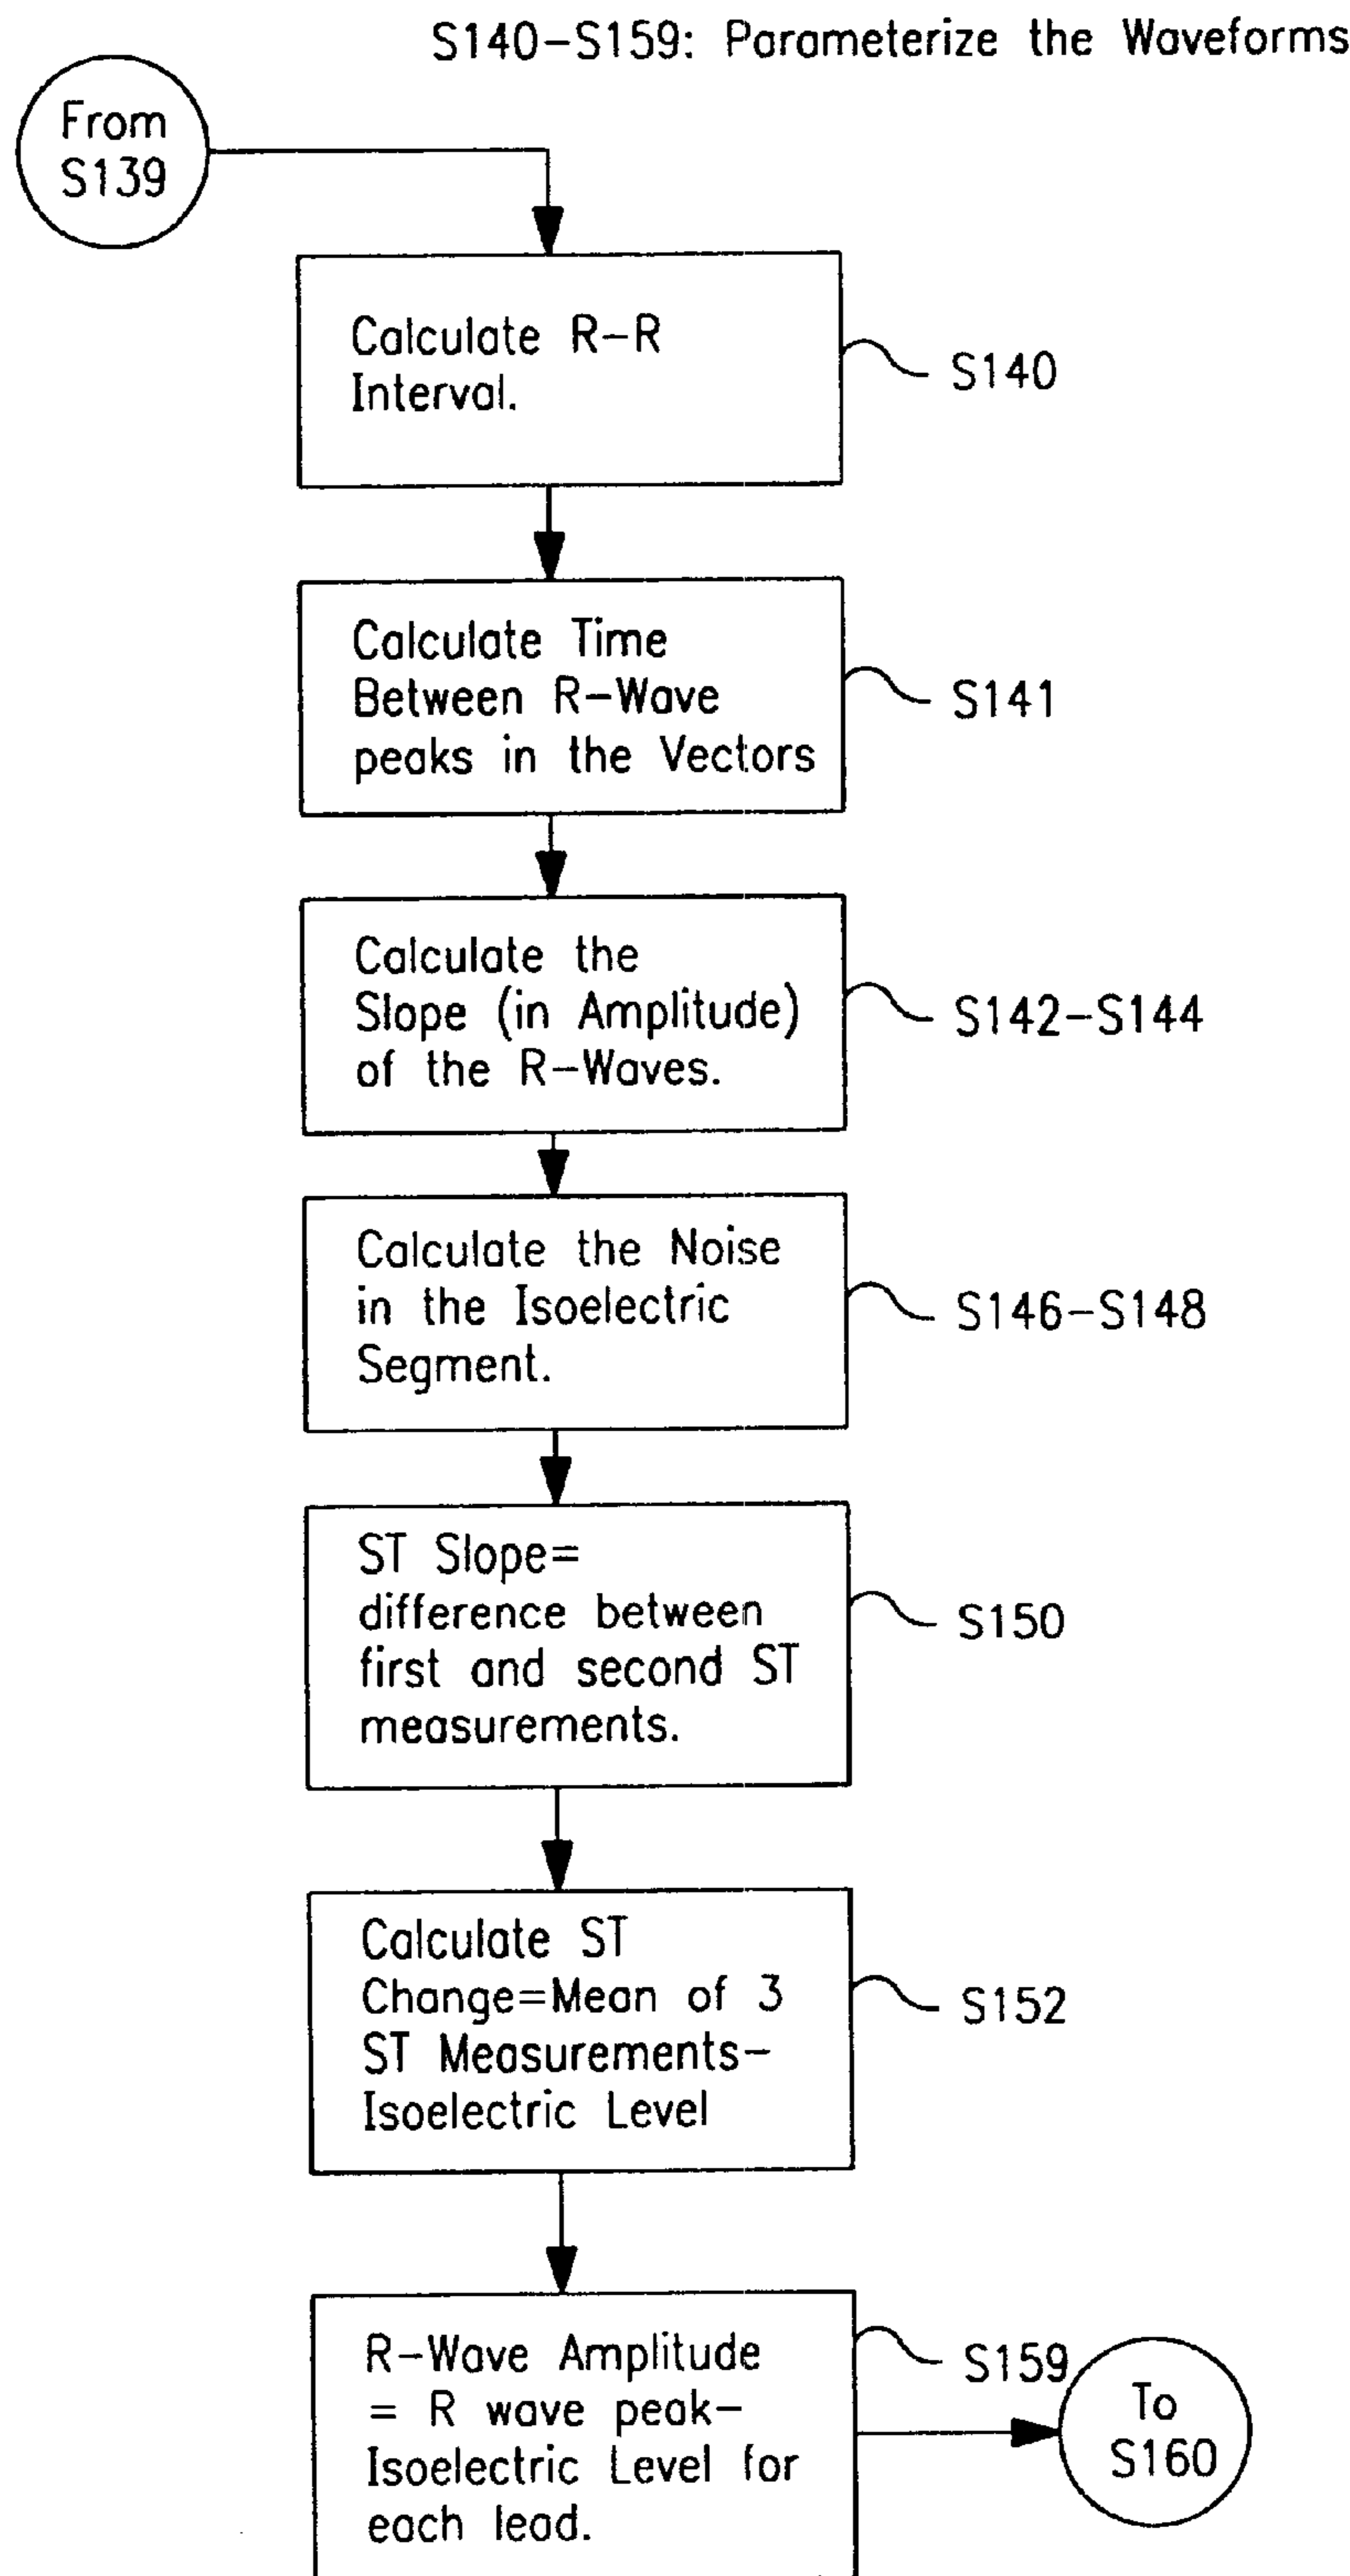 S140-S159: Parameterize the Waveforms
From
S139
Calculate R-R
Interval.
S140
Calculate Time
Between R-Wave
peaks in the Vectors
S141
Calculate the
Slope (in Amplitude)
of the R-Waves.
S142-S144
Calculate the Noise
in the Isoelectric
Segment.
S146-S148
ST Slope=
difference between
first and second ST
measurements.
S150
Calculate ST
Change=Mean of 3
ST Measurements-
Isoelectric Level
S152
R-Wave Amplitude
= R wave peak-
Isoelectric Level for
each lead.
S159
To
S160